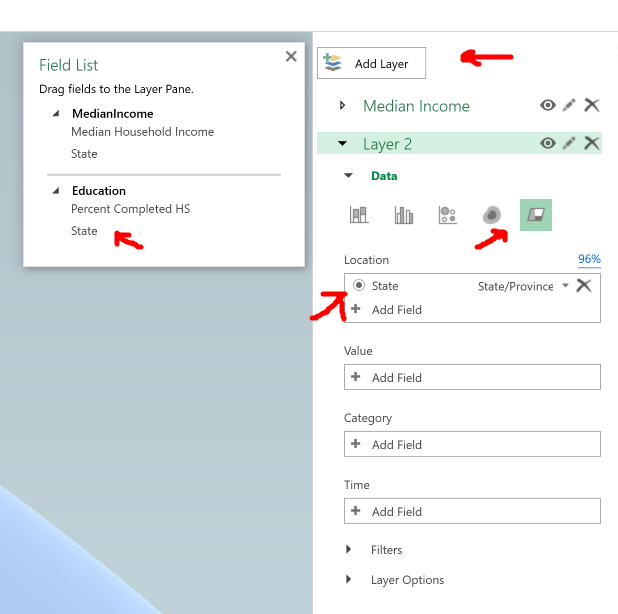 Field List
Drag fields to the Layer Pane.
MedianIncome
Median Household Income
State
Education
Percent Completed HS
State
Add Layer
Median Income
Layer 2
Data
Location 96%
State State/Province
Add Field
Value
Add Field
Category
Add Field
Time
Add Field
Filters
Layer Options